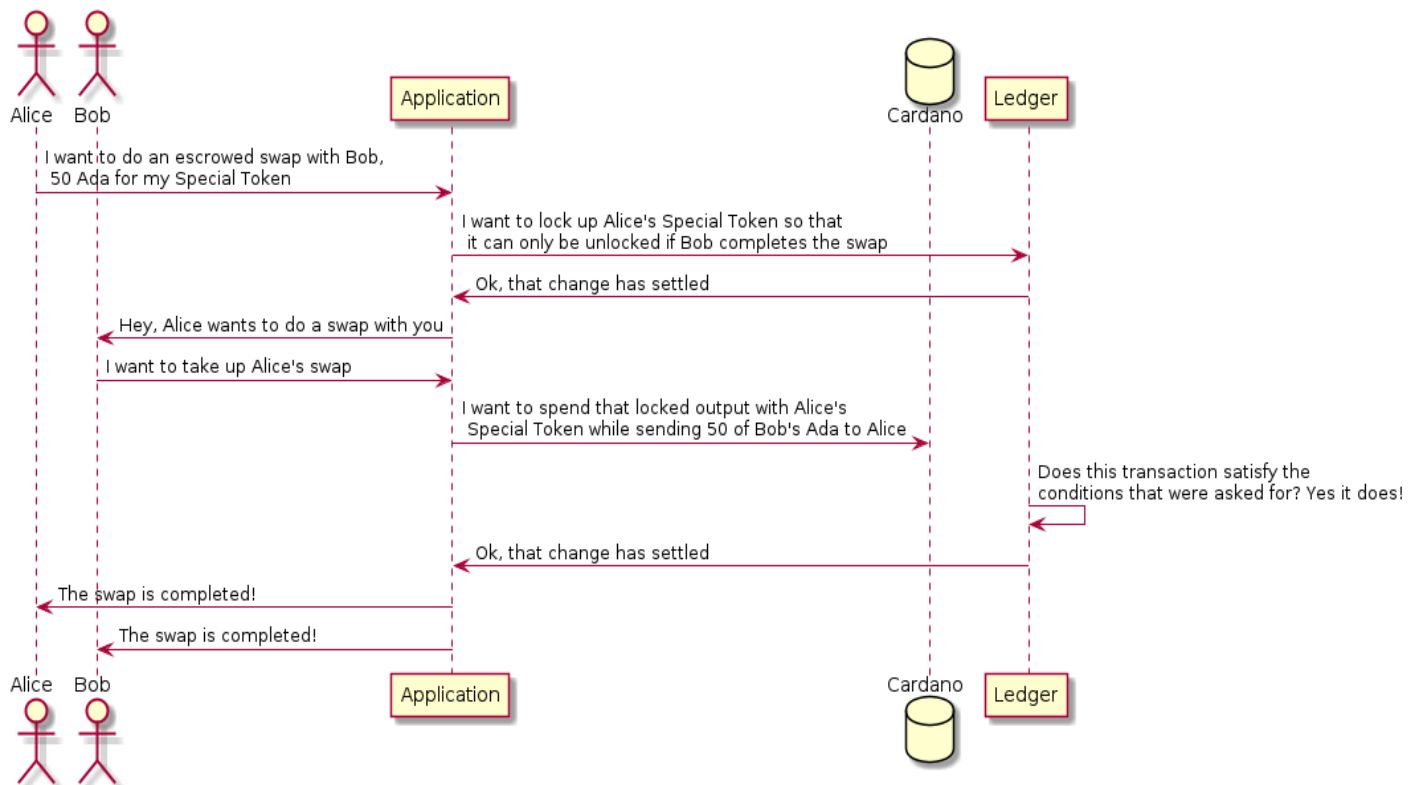 Alice
Bob
Application
Cardano
Ledger
I want to do an escrowed swap with Bob,
50 Ada for my Special Token
I want to lock up Alice's Special Token so that
it can only be unlocked if Bob completes the swap
Ok, that change has settled
Hey, Alice wants to do a swap with you
I want to take up Alice's swap
I want to spend that locked output with Alice's
Special Token while sending 50 of Bob's Ada to Alice
Does this transaction satisfy the
conditions that were asked for? Yes it does!
Ok, that change has settled
The swap is completed!
The swap is completed!
Alice
Bob
Application
Cardano
Ledger